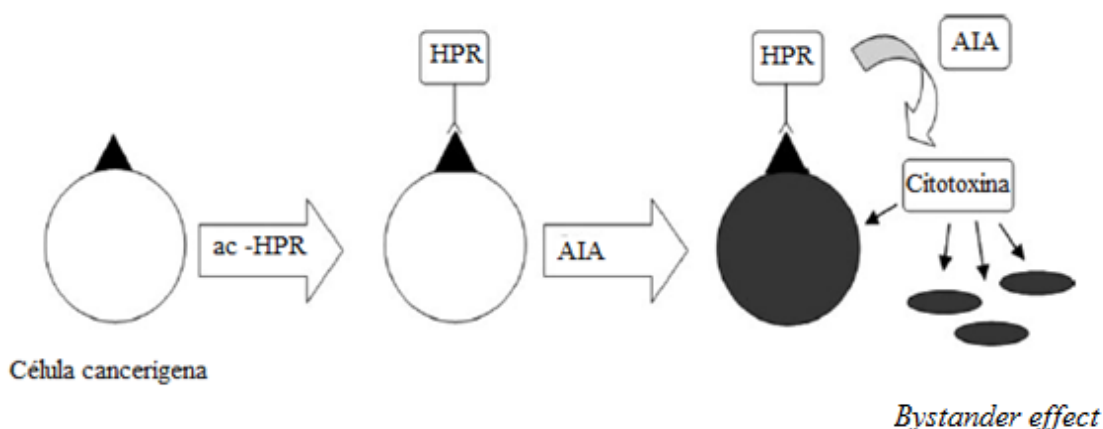 HPR
HPR
AIA
ac -HPR
AIA
Citotoxina
Célula cancerigena
Bystander effect